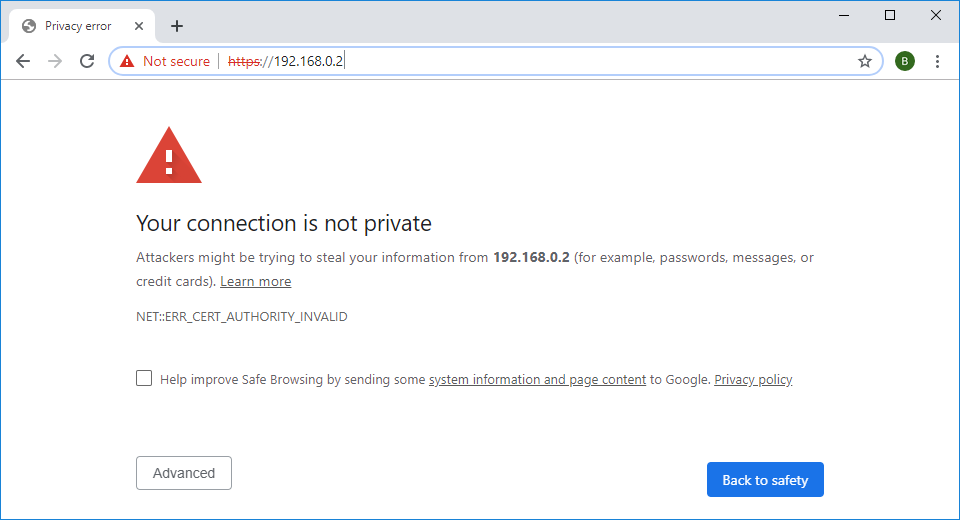 Privacy error
Not secure | https://192.168.0.2
B
Your connection is not private
Attackers might be trying to steal your information from 192.168.0.2 (for example, passwords, messages, or
credit cards). Learn more
NET::ERR_CERT_AUTHORITY_INVALID
Help improve Safe Browsing by sending some system information and page content to Google. Privacy policy
Advanced
Back to safety